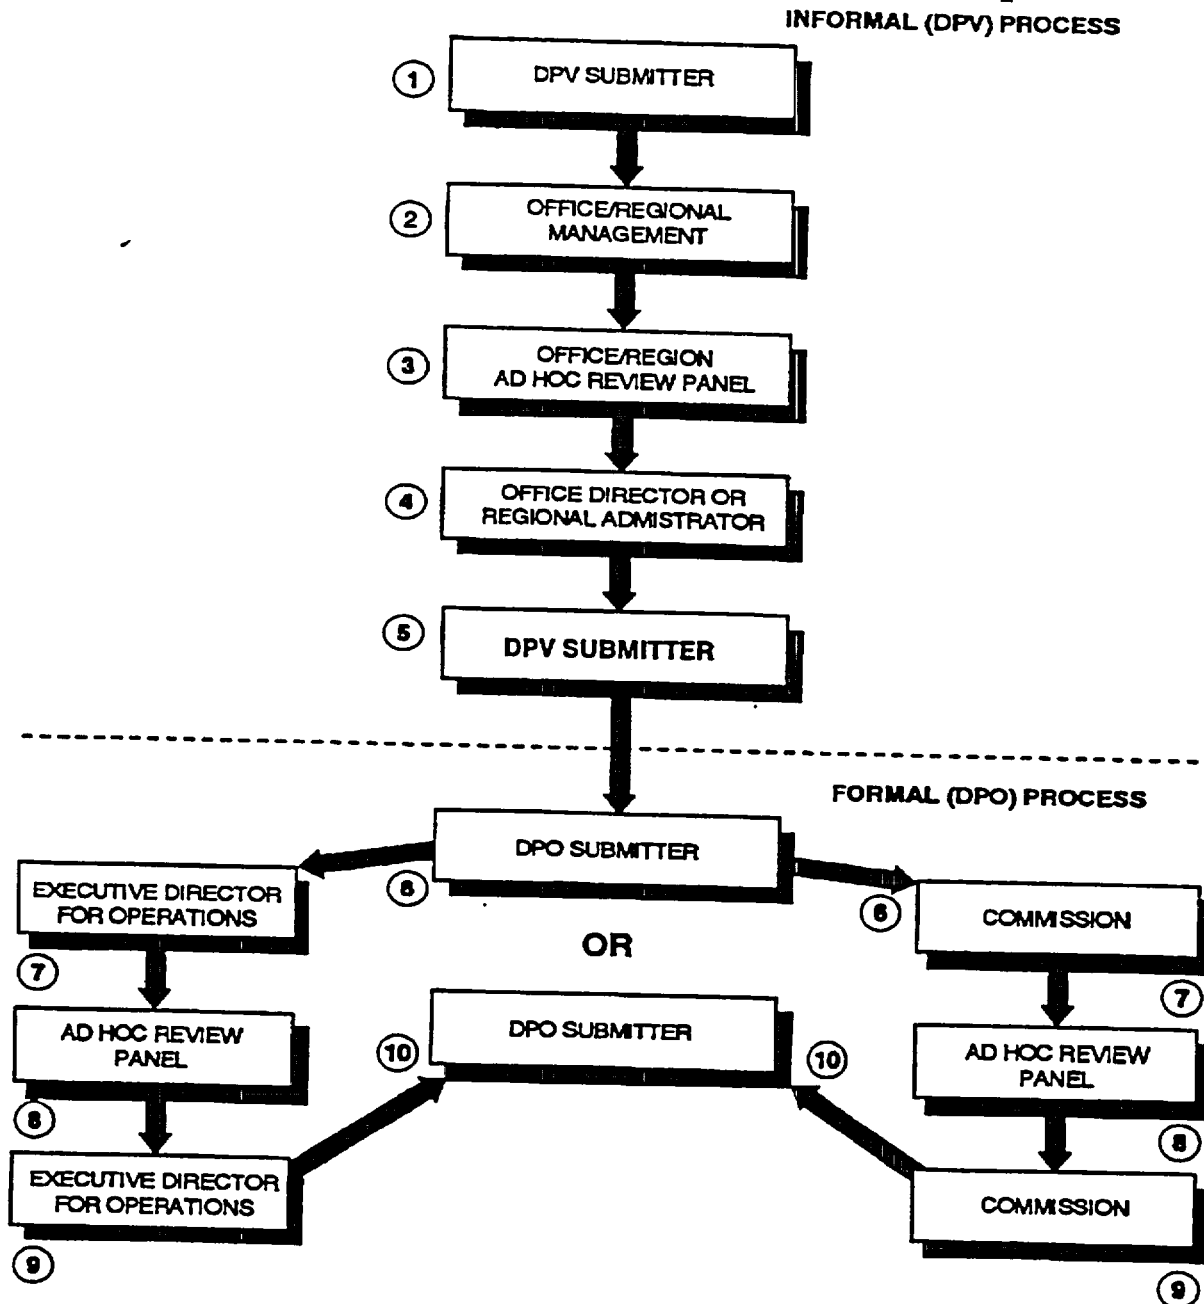 INFORMAL (DPV) PROCESS
1
DPV SUBMITTER
2
OFFICE/REGIONAL
MANAGEMENT
3
OFFICE/REGION
AD HOC REVIEW PANEL
4
OFFICE DIRECTOR OR
REGIONAL ADMISTRATOR
5
DPV SUBMITTER
FORMAL (DPO) PROCESS
DPO SUBMITTER
6
6
EXECUTIVE DIRECTOR
FOR OPERATIONS
COMMISSION
OR
7
7
AD HOC REVIEW
PANEL
10
DPO SUBMITTER
10
AD HOC REVIEW
PANEL
8
8
EXECUTIVE DIRECTOR
FOR OPERATIONS
COMMISSION
9
9